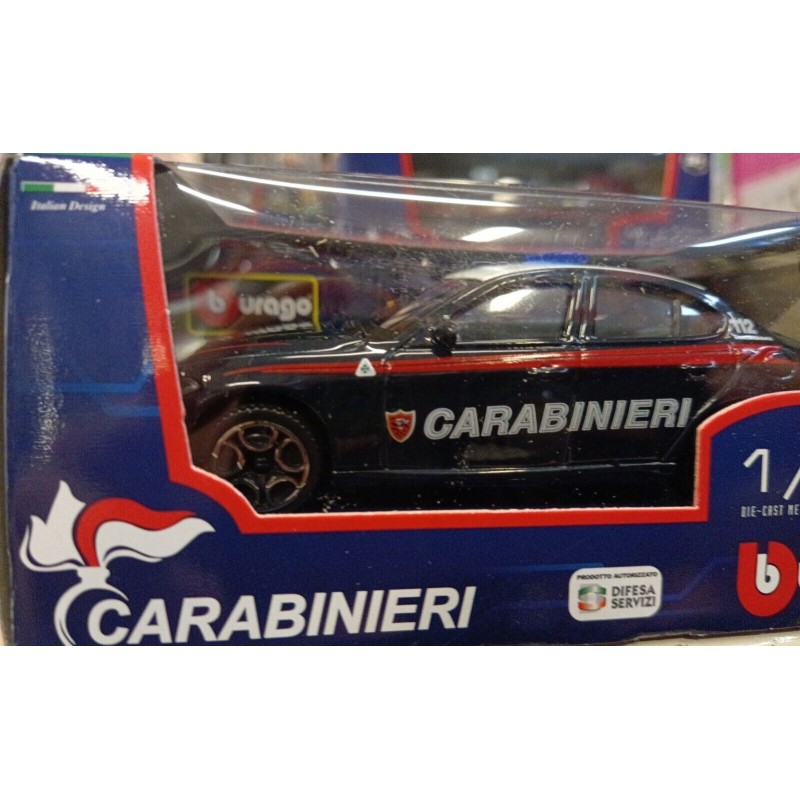 Italian Design
burago
112
CARABINIERI
1/
DIE-CAST ME
PRODOTTO AUTORIZZATO
DIFESA
SERVIZI
b
CARABINIERI